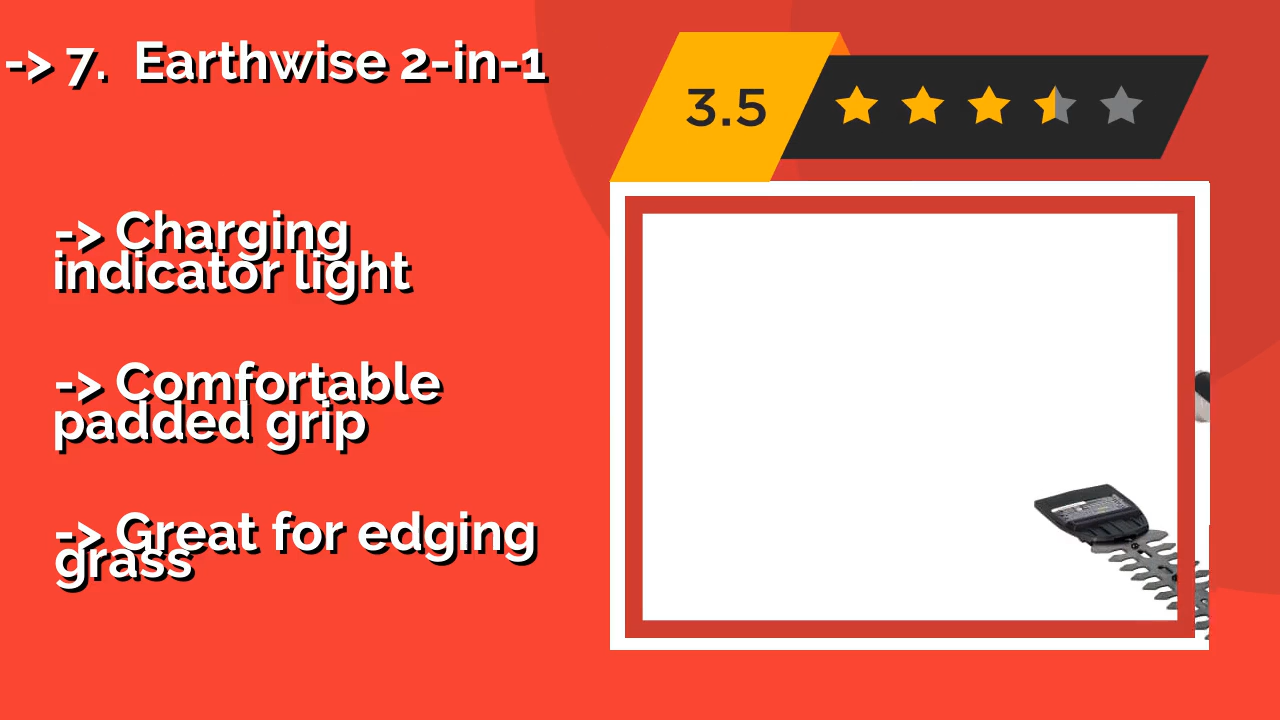 -> 7.  Earthwise 2-in-1
3.5
-> Charging
indicator light
-> Comfortable
padded grip
-> Great for edging
grass